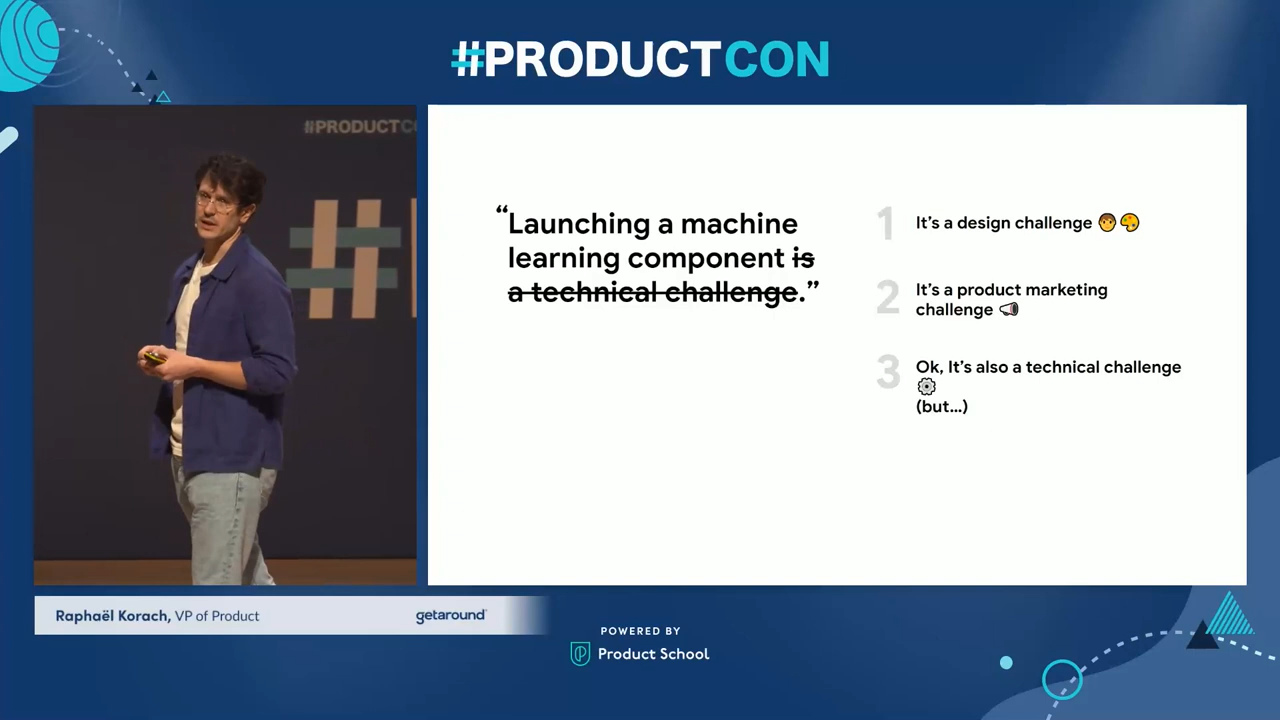 #PRODUCTCON
#PRODUCTCO
“Launching a machine
learning component is
a technical challenge.”
1 It’s a design challenge 🧑🎨
2 It’s a product marketing
challenge 📣
3 Ok, It’s also a technical challenge
⚙️
(but...)
Raphaël Korach, VP of Product
getaround
POWERED BY
Product School